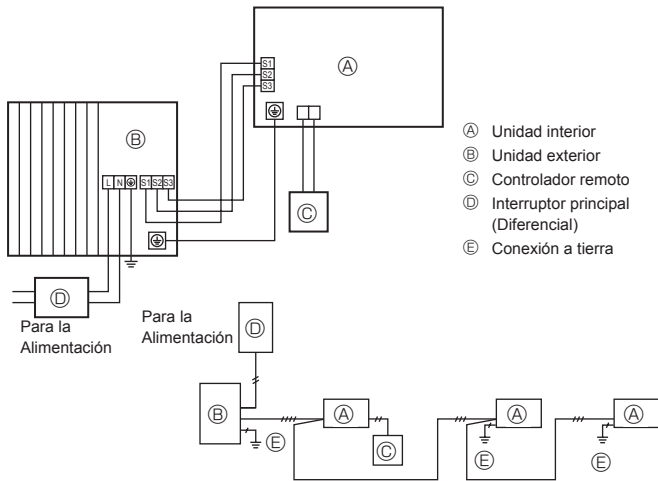 Ⓐ
S1
S2
S3
Ⓑ
L N S1 S2 S3
Ⓒ
Ⓓ
Para la
Alimentación
Ⓐ Unidad interior
Ⓑ Unidad exterior
Ⓒ Controlador remoto
Ⓓ Interruptor principal
(Diferencial)
Ⓔ Conexión a tierra
Para la
Alimentación
Ⓓ
Ⓑ
Ⓔ
Ⓐ
Ⓒ
Ⓐ
Ⓔ
Ⓐ
Ⓔ